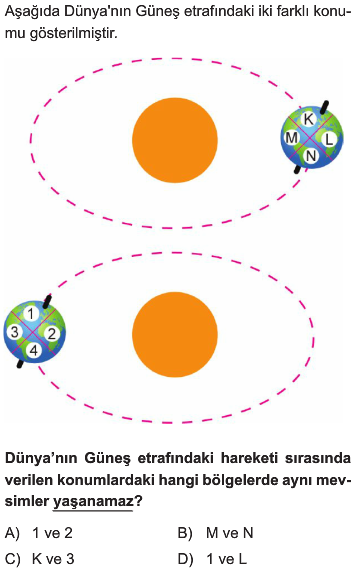 Aşağıda Dünya'nın Güneş etrafındaki iki farklı konu-
mu gösterilmiştir.
K
M
L
N
1
3
2
4
Dünya'nın Güneş etrafındaki hareketi sırasında
verilen konumlardaki hangi bölgelerde aynı mev-
simler yaşanamaz?
A) 1 ve 2
B) M ve N
C) K ve 3
D) 1 ve L